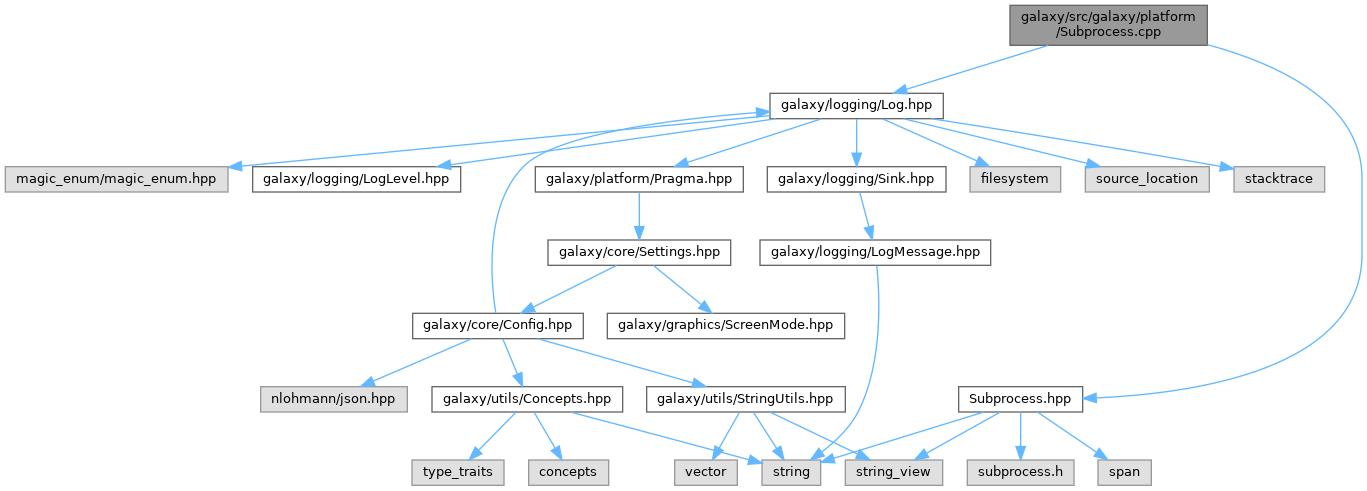 galaxy/src/galaxy/platform
/Subprocess.cpp
galaxy/logging/Log.hpp
magic_enum/magic_enum.hpp
galaxy/logging/LogLevel.hpp
galaxy/platform/Pragma.hpp
galaxy/logging/Sink.hpp
filesystem
source_location
stacktrace
galaxy/core/Settings.hpp
galaxy/logging/LogMessage.hpp
galaxy/core/Config.hpp
galaxy/graphics/ScreenMode.hpp
nlohmann/json.hpp
galaxy/utils/Concepts.hpp
galaxy/utils/StringUtils.hpp
Subprocess.hpp
type_traits
concepts
vector
string
string_view
subprocess.h
span